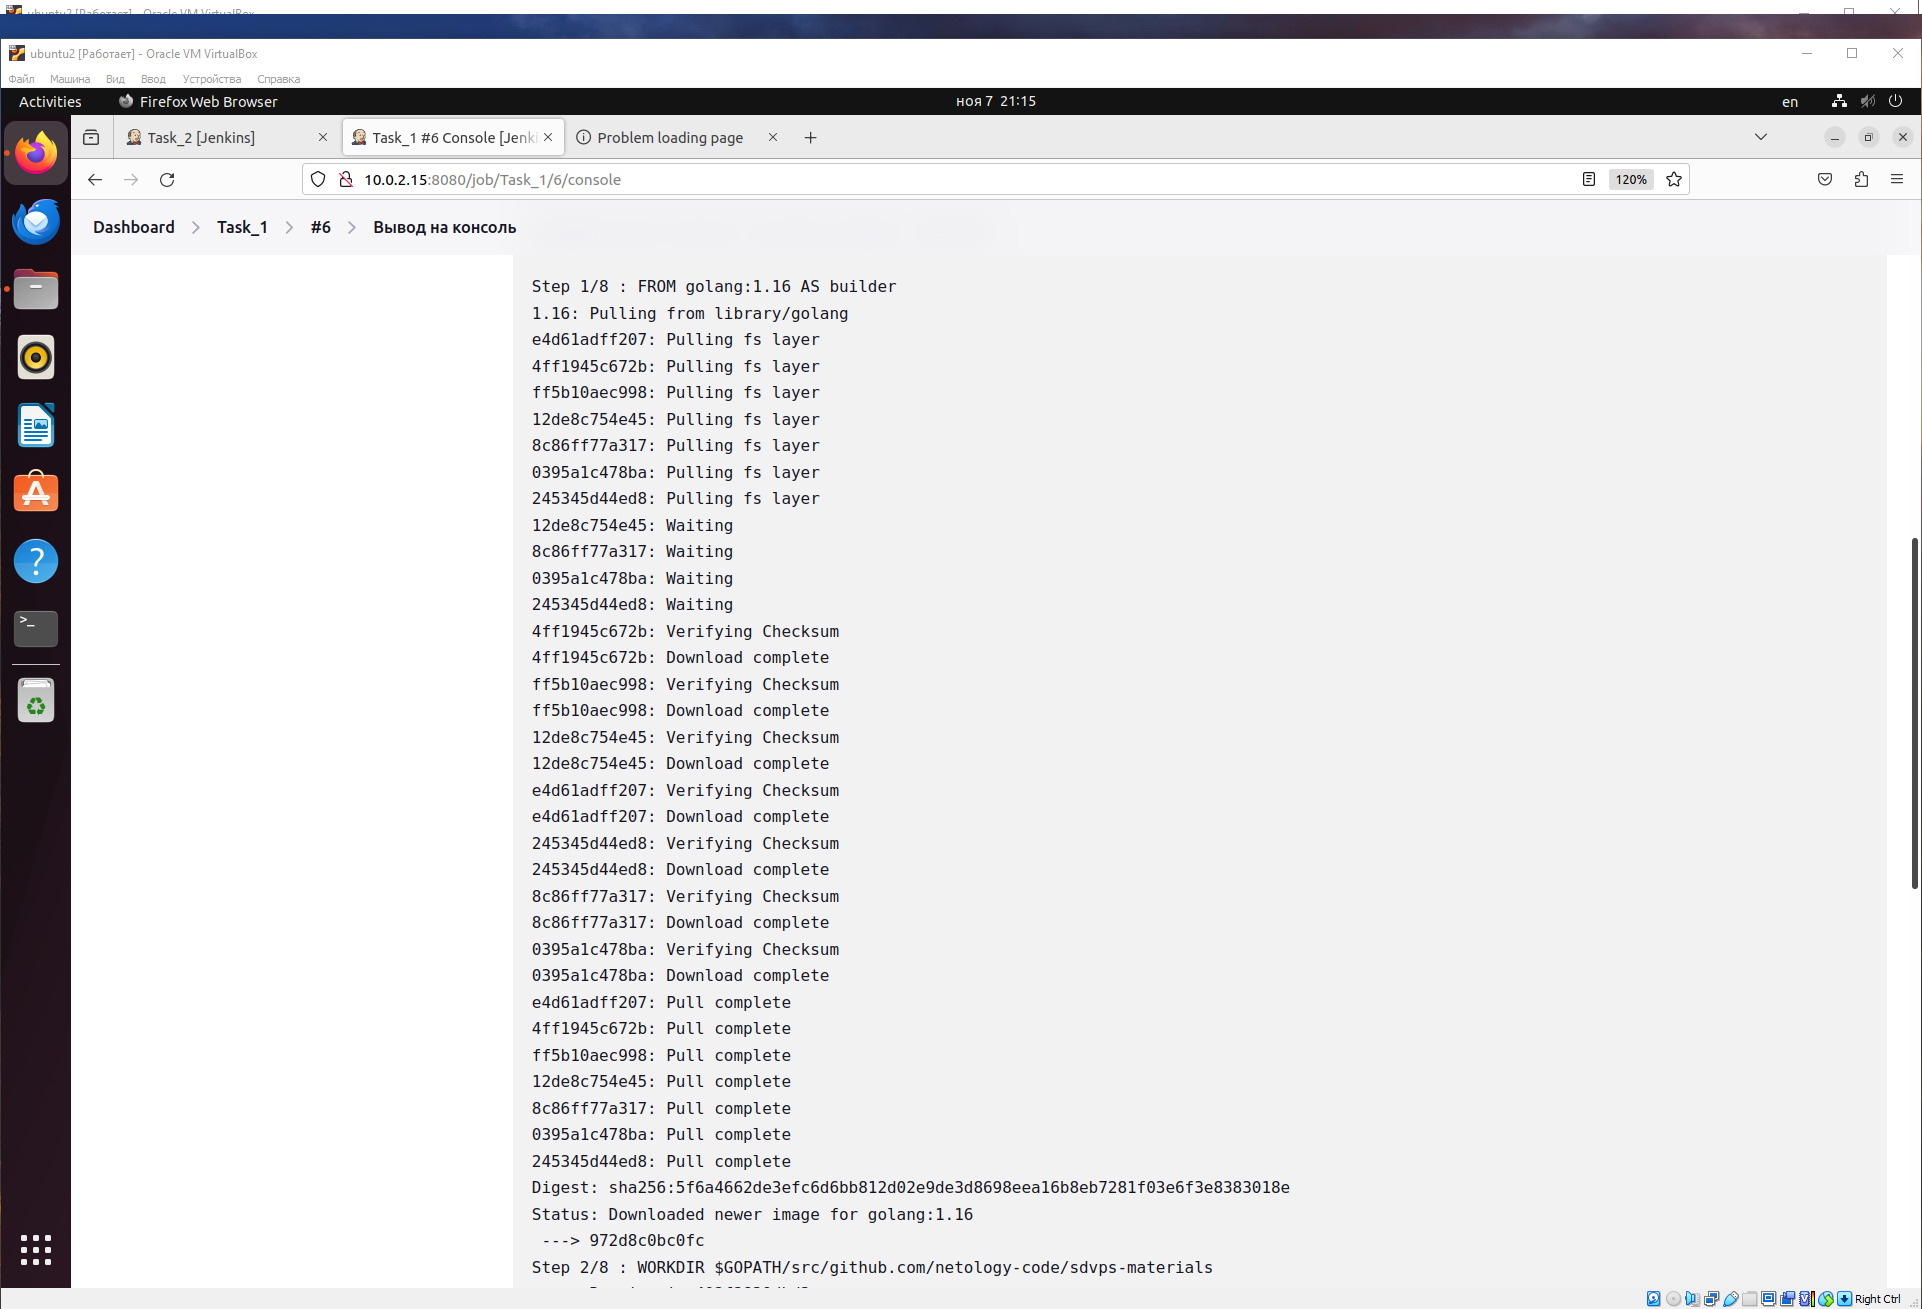 ubuntu2 [Работает] - Oracle VM VirtualBox
Файл Машина Вид Ввод Устройства Справка
Activities Firefox Web Browser ноя 7 21:15 en
Task_2 [Jenkins] Task_1 #6 Console [Jenki Problem loading page
10.0.2.15:8080/job/Task_1/6/console 120%
Dashboard Task_1 #6 Вывод на консоль
Step 1/8 : FROM golang:1.16 AS builder
1.16: Pulling from library/golang
e4d61adff207: Pulling fs layer
4ff1945c672b: Pulling fs layer
ff5b10aec998: Pulling fs layer
12de8c754e45: Pulling fs layer
8c86ff77a317: Pulling fs layer
0395a1c478ba: Pulling fs layer
245345d44ed8: Pulling fs layer
12de8c754e45: Waiting
8c86ff77a317: Waiting
0395a1c478ba: Waiting
245345d44ed8: Waiting
4ff1945c672b: Verifying Checksum
4ff1945c672b: Download complete
ff5b10aec998: Verifying Checksum
ff5b10aec998: Download complete
12de8c754e45: Verifying Checksum
12de8c754e45: Download complete
e4d61adff207: Verifying Checksum
e4d61adff207: Download complete
245345d44ed8: Verifying Checksum
245345d44ed8: Download complete
8c86ff77a317: Verifying Checksum
8c86ff77a317: Download complete
0395a1c478ba: Verifying Checksum
0395a1c478ba: Download complete
e4d61adff207: Pull complete
4ff1945c672b: Pull complete
ff5b10aec998: Pull complete
12de8c754e45: Pull complete
8c86ff77a317: Pull complete
0395a1c478ba: Pull complete
245345d44ed8: Pull complete
Digest: sha256:5f6a4662de3efc6d6bb812d02e9de3d8698eea16b8eb7281f03e6f3e8383018e
Status: Downloaded newer image for golang:1.16
---> 972d8c0bc0fc
Step 2/8 : WORKDIR $GOPATH/src/github.com/netology-code/sdvps-materials
Right Ctrl